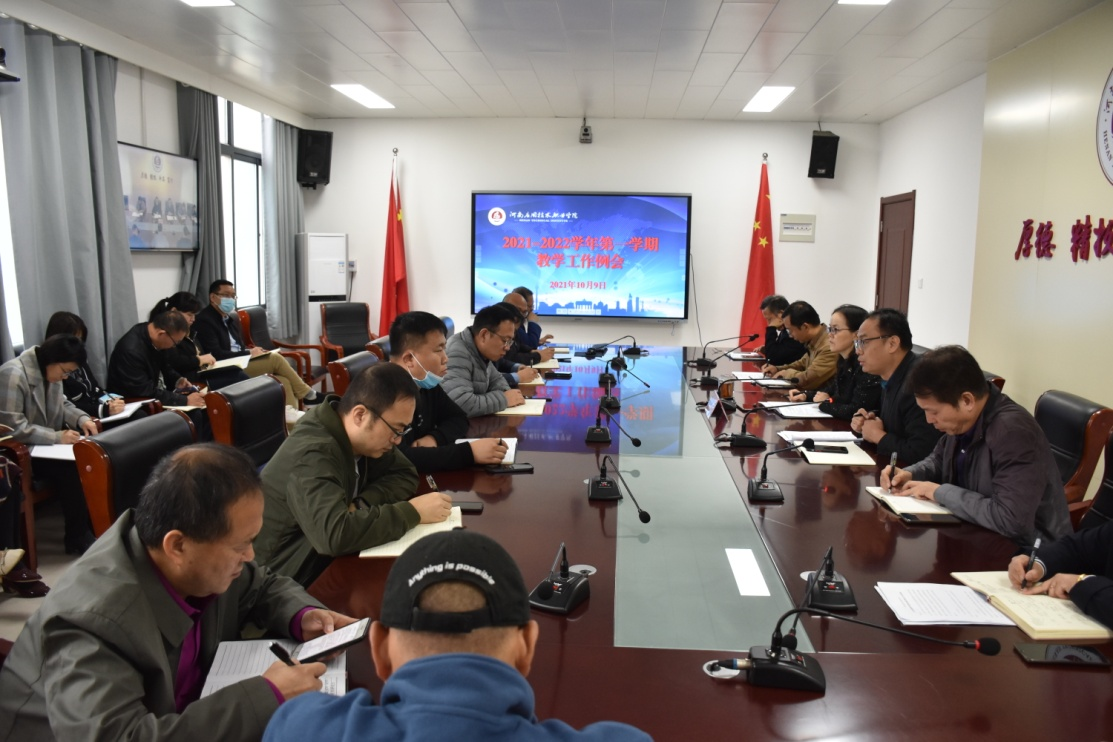 河南应用技术职业学院
2021-2022学年第一学期
教学工作例会
2021年10月9日
厚德 精技
Anything is possible